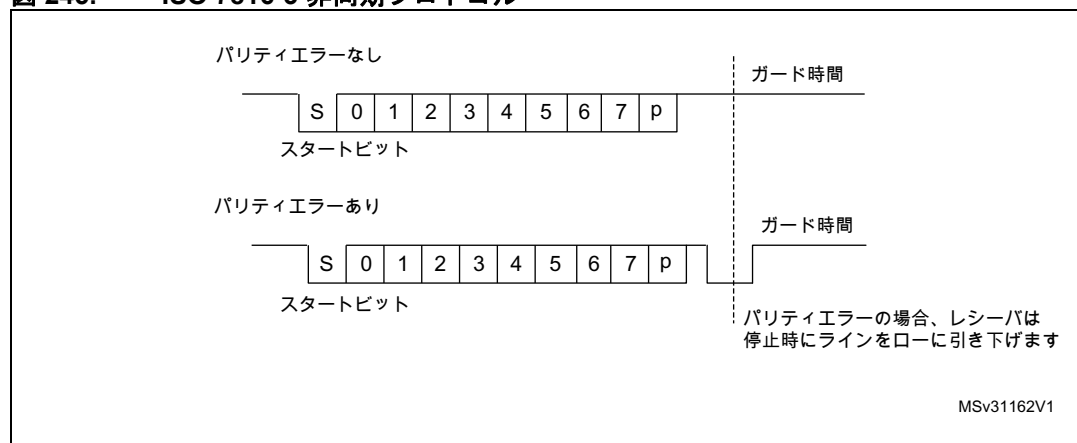 パリティエラーなし
ガード時間
S 0 1 2 3 4 5 6 7 p
スタートビット
パリティエラーあり
ガード時間
S 0 1 2 3 4 5 6 7 p
スタートビット
パリティエラーの場合、レシーバは
停止時にラインをローに引き下げます
MSv31162V1